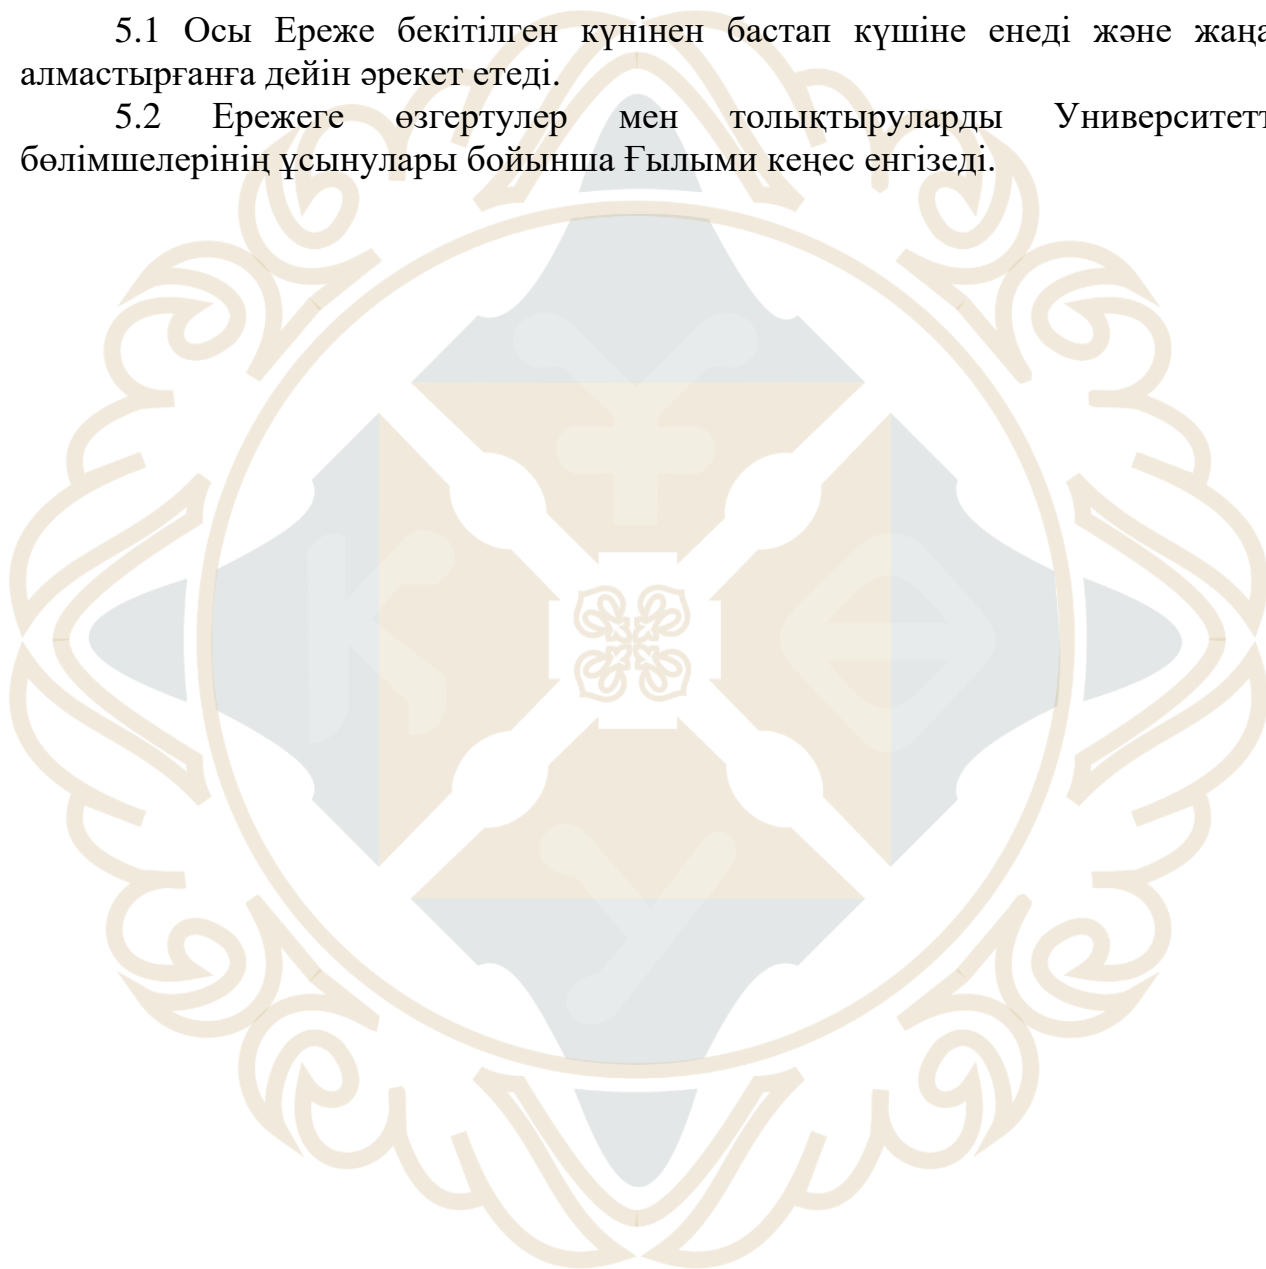 5.1 Осы Ереже бекітілген күнінен бастап күшіне енеді және жаңа
алмастырғанға дейін әрекет етеді.
5.2 Ережеге өзгертулер мен толықтыруларды Университетт
бөлімшелерінің ұсынулары бойынша Ғылыми кеңес енгізеді.
Ұ
Қ Ө
У